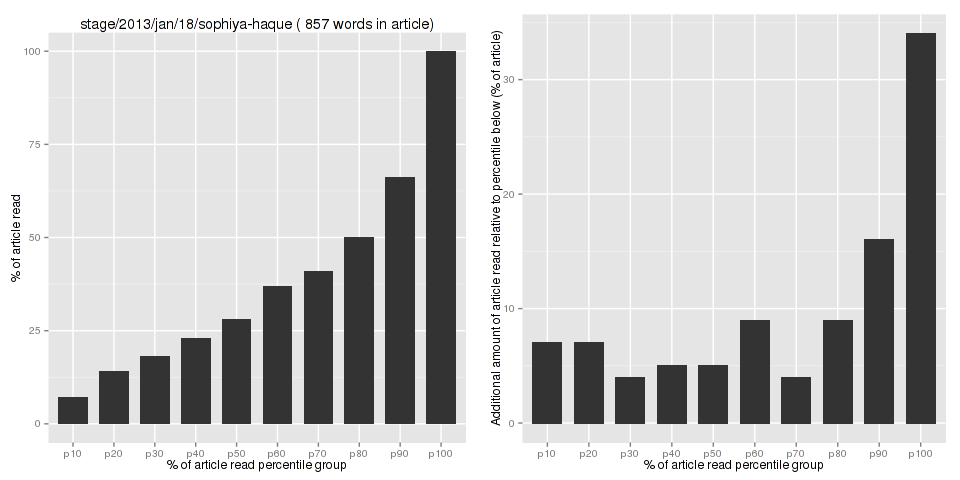 stage/2013/jan/18/sophiya-haque ( 857 words in article)
% of article read
100
75
50
25
0
p10 p20 p30 p40 p50 p60 p70 p80 p90 p100
% of article read percentile group
Additional amount of article read relative to percentile below (% of article)
30
20
10
0
p10 p20 p30 p40 p50 p60 p70 p80 p90 p100
% of article read percentile group